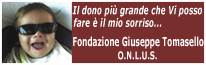 Il dono più grande che Vi posso
fare è il mio sorriso...
Fondazione Giuseppe Tomasello
O.N.L.U.S.